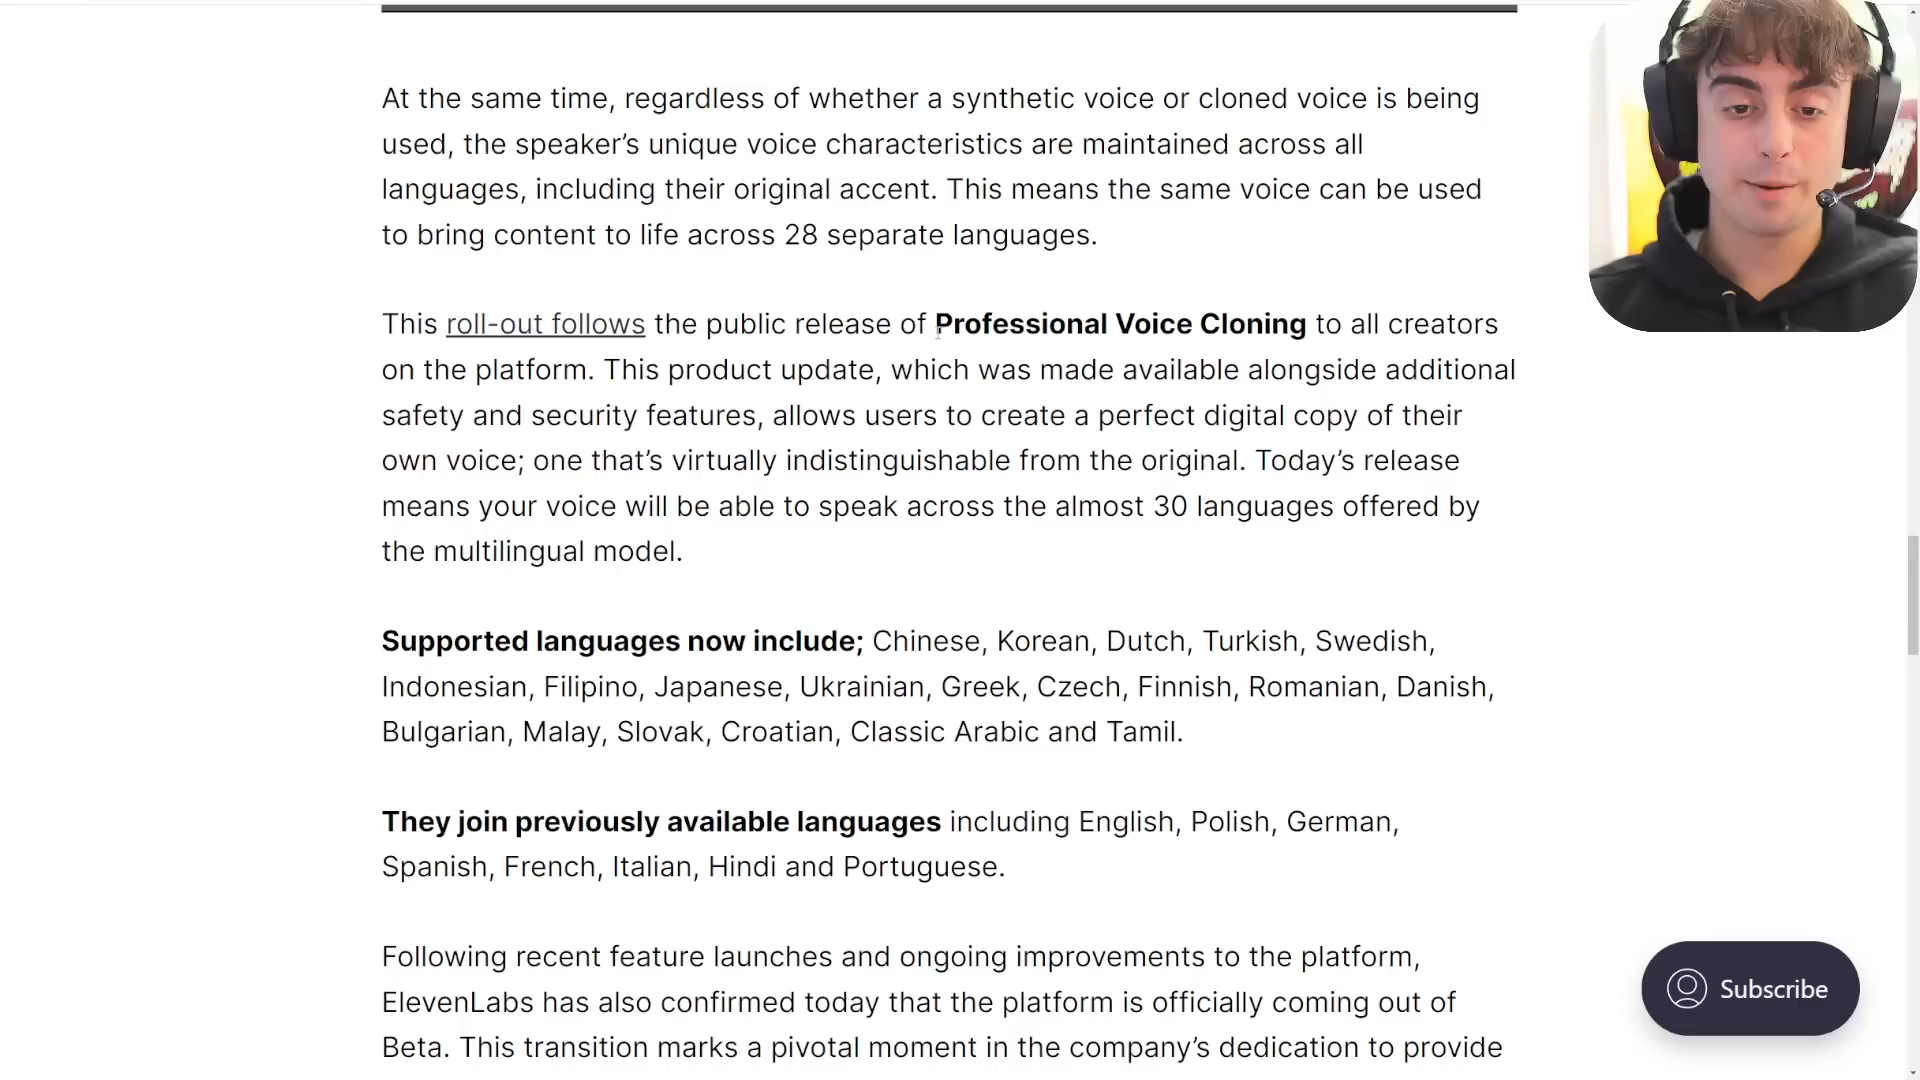 At the same time, regardless of whether a synthetic voice or cloned voice is being
used, the speaker’s unique voice characteristics are maintained across all
languages, including their original accent. This means the same voice can be used
to bring content to life across 28 separate languages.
This roll-out follows the public release of Professional Voice Cloning to all creators
on the platform. This product update, which was made available alongside additional
safety and security features, allows users to create a perfect digital copy of their
own voice; one that’s virtually indistinguishable from the original. Today’s release
means your voice will be able to speak across the almost 30 languages offered by
the multilingual model.
Supported languages now include; Chinese, Korean, Dutch, Turkish, Swedish,
Indonesian, Filipino, Japanese, Ukrainian, Greek, Czech, Finnish, Romanian, Danish,
Bulgarian, Malay, Slovak, Croatian, Classic Arabic and Tamil.
They join previously available languages including English, Polish, German,
Spanish, French, Italian, Hindi and Portuguese.
Following recent feature launches and ongoing improvements to the platform,
ElevenLabs has also confirmed today that the platform is officially coming out of
Beta. This transition marks a pivotal moment in the company’s dedication to provide
Subscribe